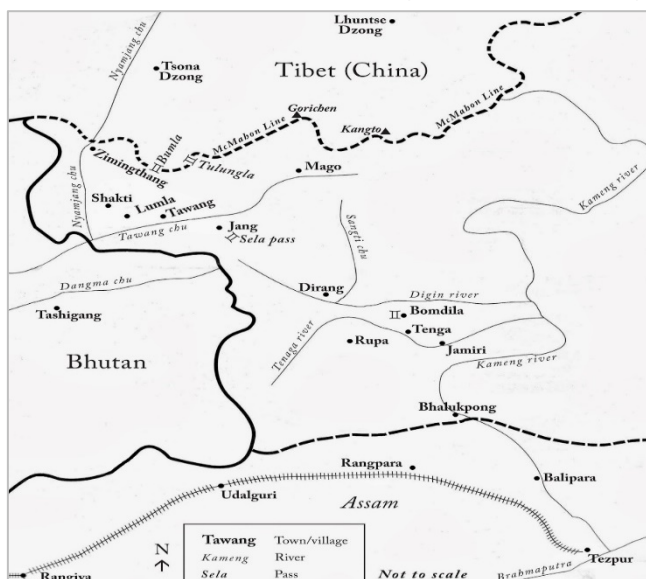 Lhuntse
Dzong
Nyamjang chu
Tsona
Dzong
Tibet (China)
Gorichen
McMahon Line
Kangto
McMahon Line
Bumla
Tulungla
Zimingthang
Mago
Kameng river
Shakti
Lumla
Tawang
Nyamjang chu
Jang
Sela pass
Tawang chu
Sangti chu
Dangma chu
Dirang
Digin river
Tashigang
Bomdila
Tenga
Rupa
Jamiri
Tenaga river
Bhutan
Kameng river
Bhalukpong
Rangpara
Balipara
Udalguri
Assam
Tawang Town/village
Kameng River
Sela Pass
N
Not to scale
Tezpur
Brahmaputra
Rangiya